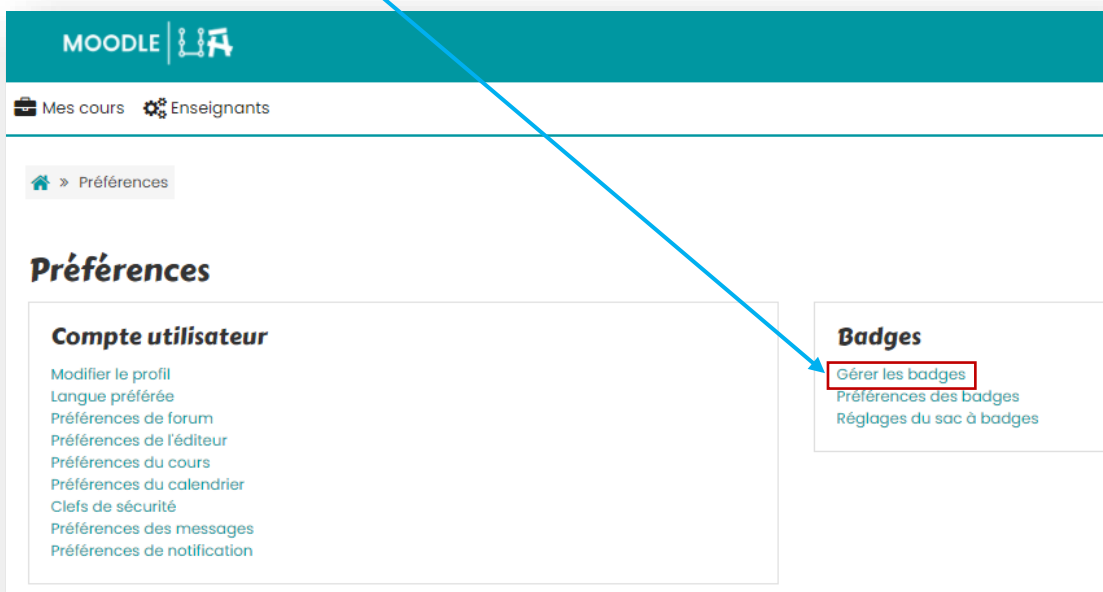 MOODLE UA
Mes cours Enseignants
» Préférences
Préférences
Compte utilisateur
Modifier le profil
Langue préférée
Préférences de forum
Préférences de l'éditeur
Préférences du cours
Préférences du calendrier
Clefs de sécurité
Préférences des messages
Préférences de notification
Badges
Gérer les badges
Préférences des badges
Réglages du sac à badges